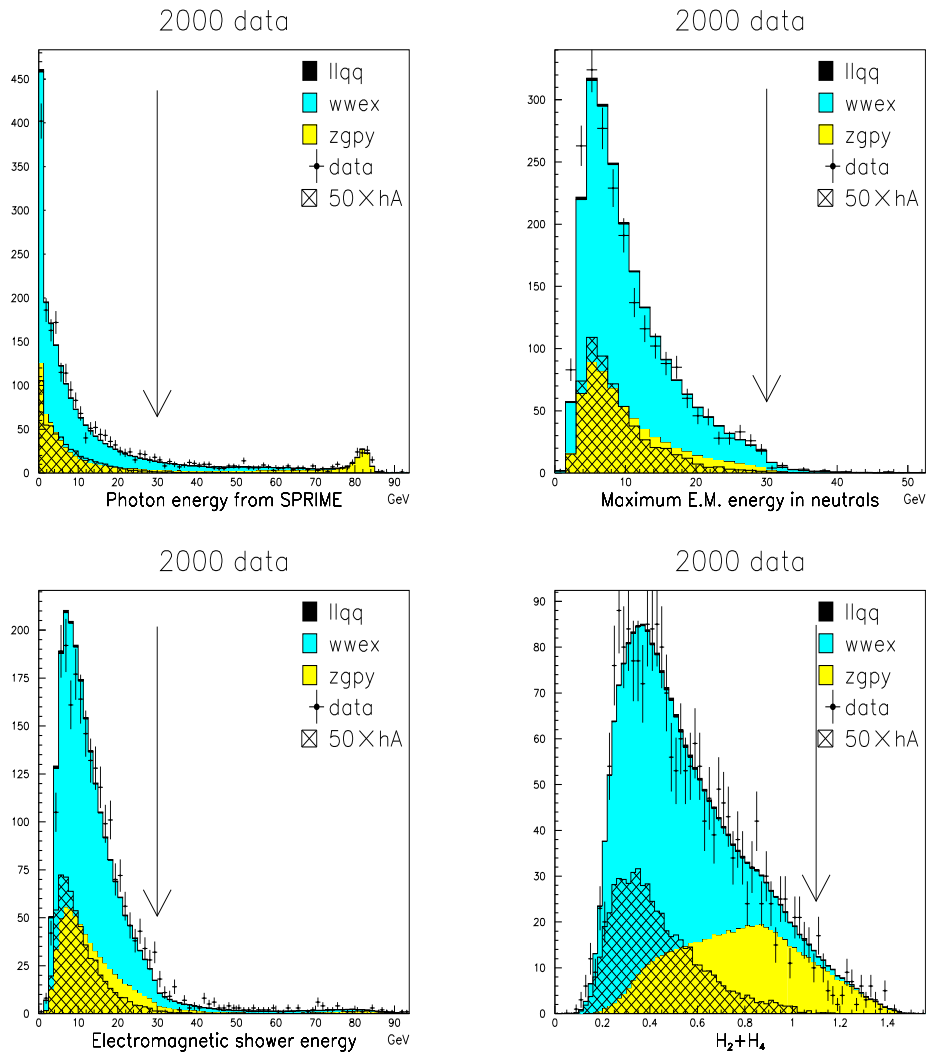 2000 data
450
400
350
300
250
200
150
100
50
0
llqq
wwex
zgpy
data
50×hA
0 10 20 30 40 50 60 70 80 90
Photon energy from SPRIME
GeV
2000 data
300
250
200
150
100
50
0
llqq
wwex
zgpy
data
50×hA
0 10 20 30 40 50
Maximum E.M. energy in neutrals
GeV
2000 data
200
175
150
125
100
75
50
25
0
llqq
wwex
zgpy
data
50×hA
0 10 20 30 40 50 60 70 80 90
Electromagnetic shower energy
GeV
2000 data
90
80
70
60
50
40
30
20
10
0
llqq
wwex
zgpy
data
50×hA
0 0.2 0.4 0.6 0.8 1 1.2 1.4
H₂+H₄